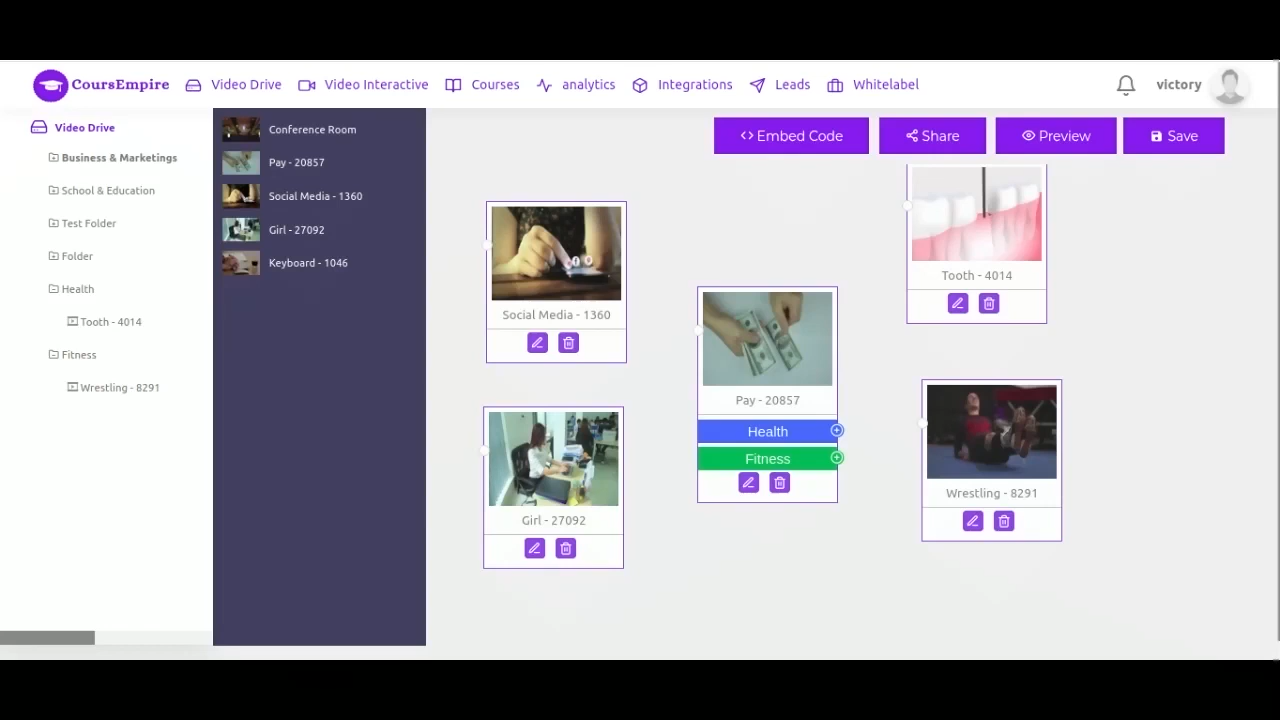 CoursEmpire
Video Drive
Video Interactive
Courses
analytics
Integrations
Leads
Whitelabel
victory
Video Drive
Business & Marketings
School & Education
Test Folder
Folder
Health
Tooth - 4014
Fitness
Wrestling - 8291
Conference Room
Pay - 20857
Social Media - 1360
Girl - 27092
Keyboard - 1046
Embed Code
Share
Preview
Save
Social Media - 1360
Girl - 27092
Pay - 20857
Health
Fitness
Tooth - 4014
Wrestling - 8291